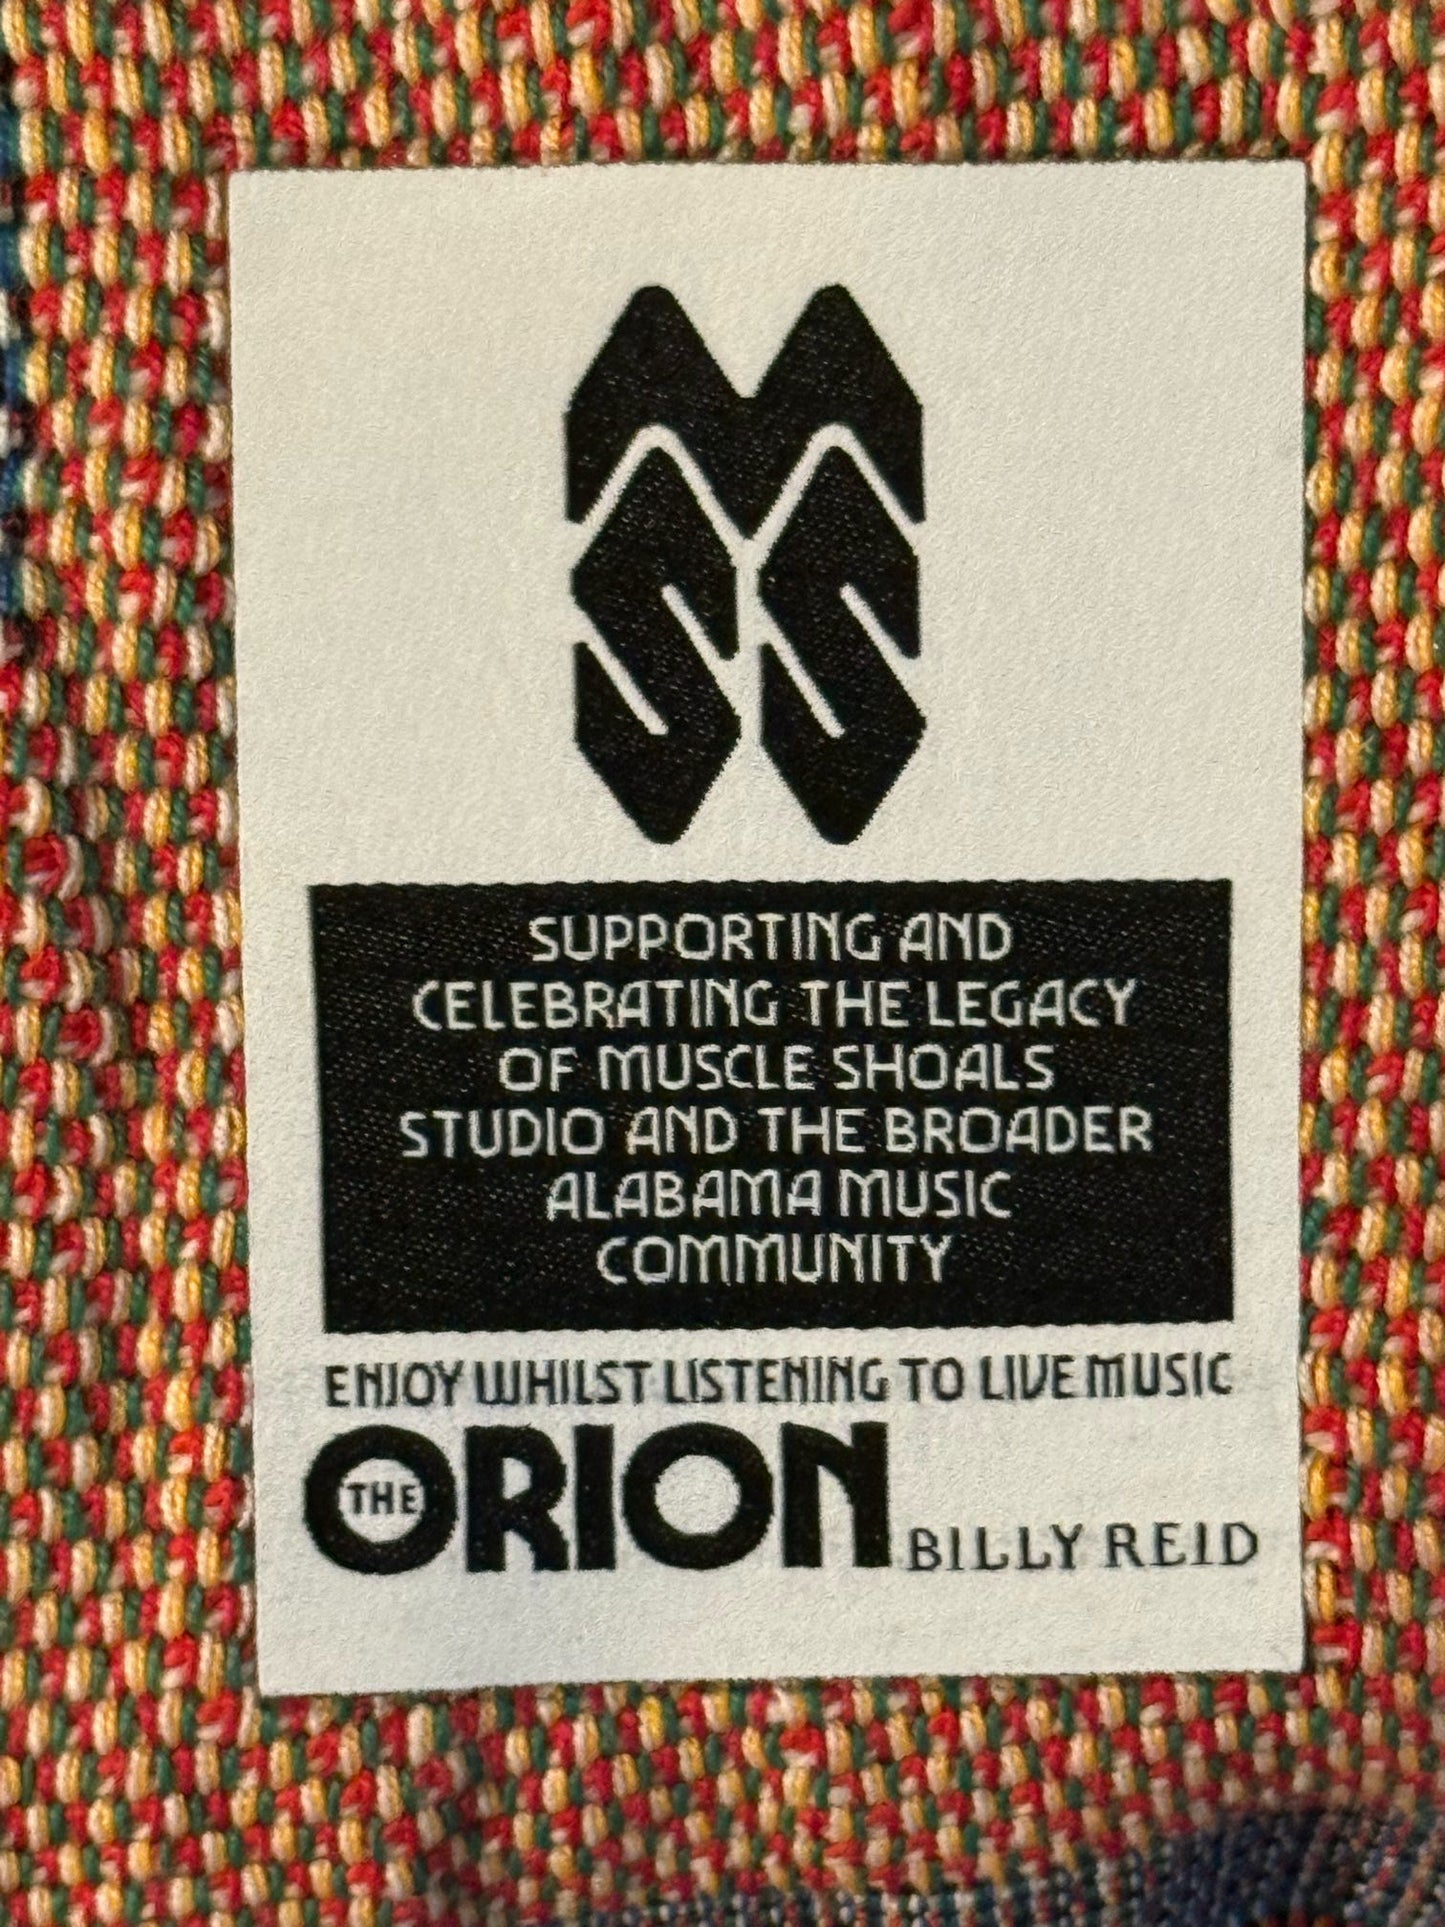 MSS
SUPPORTING AND
CELEBRATING THE LEGACY
OF MUSCLE SHOALS
STUDIO AND THE BROADER
ALABAMA MUSIC
COMMUNITY
ENJOY WHILST LISTENING TO LIVE MUSIC
THE ORION BILLY REID